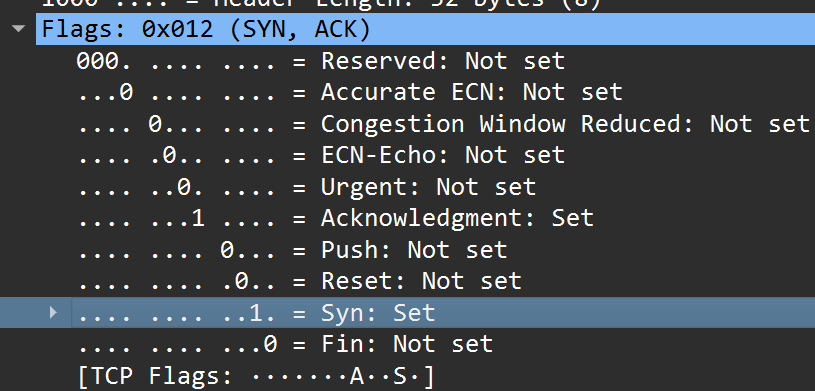 1000 .... = Header Length: 32 bytes (8)
Flags: 0x012 (SYN, ACK)
000. .... .... = Reserved: Not set
...0 .... .... = Accurate ECN: Not set
.... 0... .... = Congestion Window Reduced: Not set
.... .0.. .... = ECN-Echo: Not set
.... ..0. .... = Urgent: Not set
.... ...1 .... = Acknowledgment: Set
.... .... 0... = Push: Not set
.... .... .0.. = Reset: Not set
.... .... ..1. = Syn: Set
.... .... ...0 = Fin: Not set
[TCP Flags: ·······A··S·]